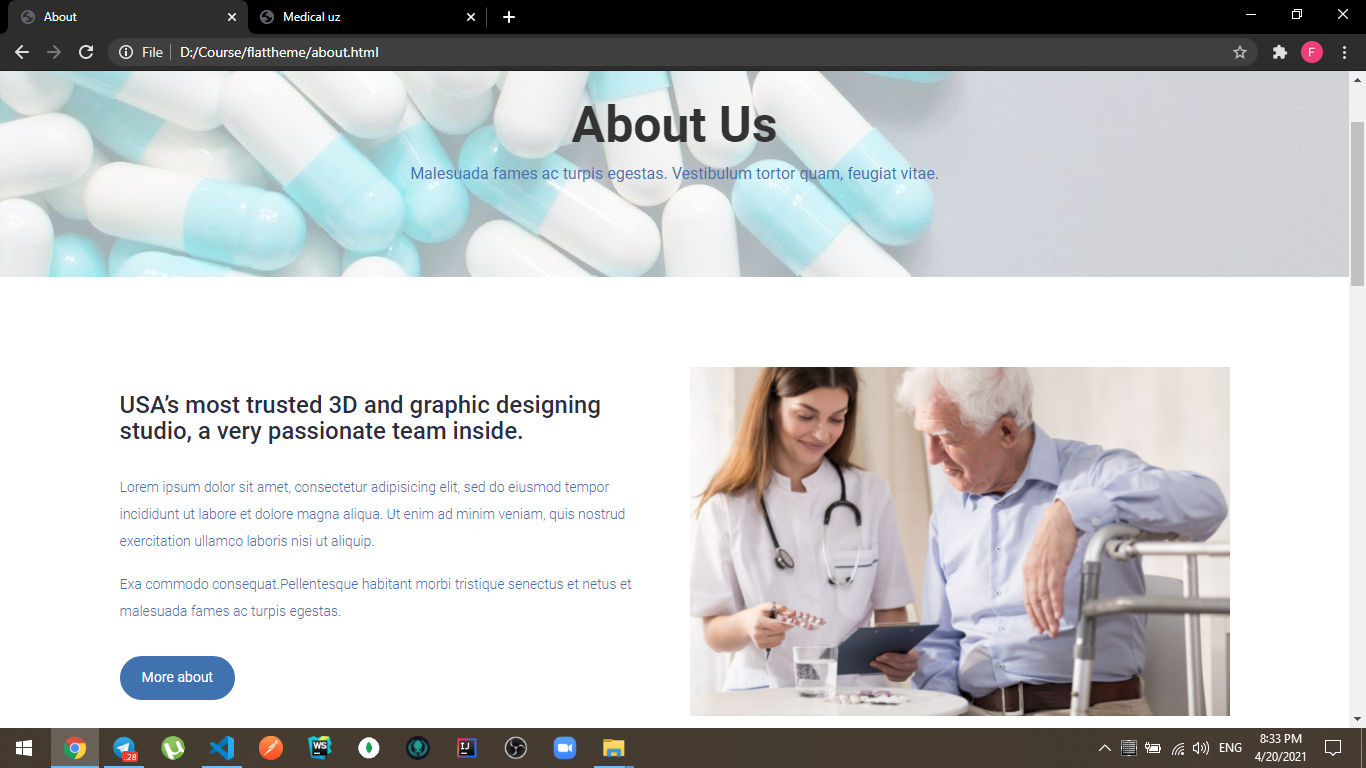 About
Medical uz
File
D:/Course/flattheme/about.html
F
About Us
Malesuada fames ac turpis egestas. Vestibulum tortor quam, feugiat vitae.
USA’s most trusted 3D and graphic designing
studio, a very passionate team inside.
Lorem ipsum dolor sit amet, consectetur adipisicing elit, sed do eiusmod tempor
incididunt ut labore et dolore magna aliqua. Ut enim ad minim veniam, quis nostrud
exercitation ullamco laboris nisi ut aliquip.
Exa commodo consequat.Pellentesque habitant morbi tristique senectus et netus et
malesuada fames ac turpis egestas.
More about
.28
WS
IJ
ENG
8:33 PM
4/20/2021